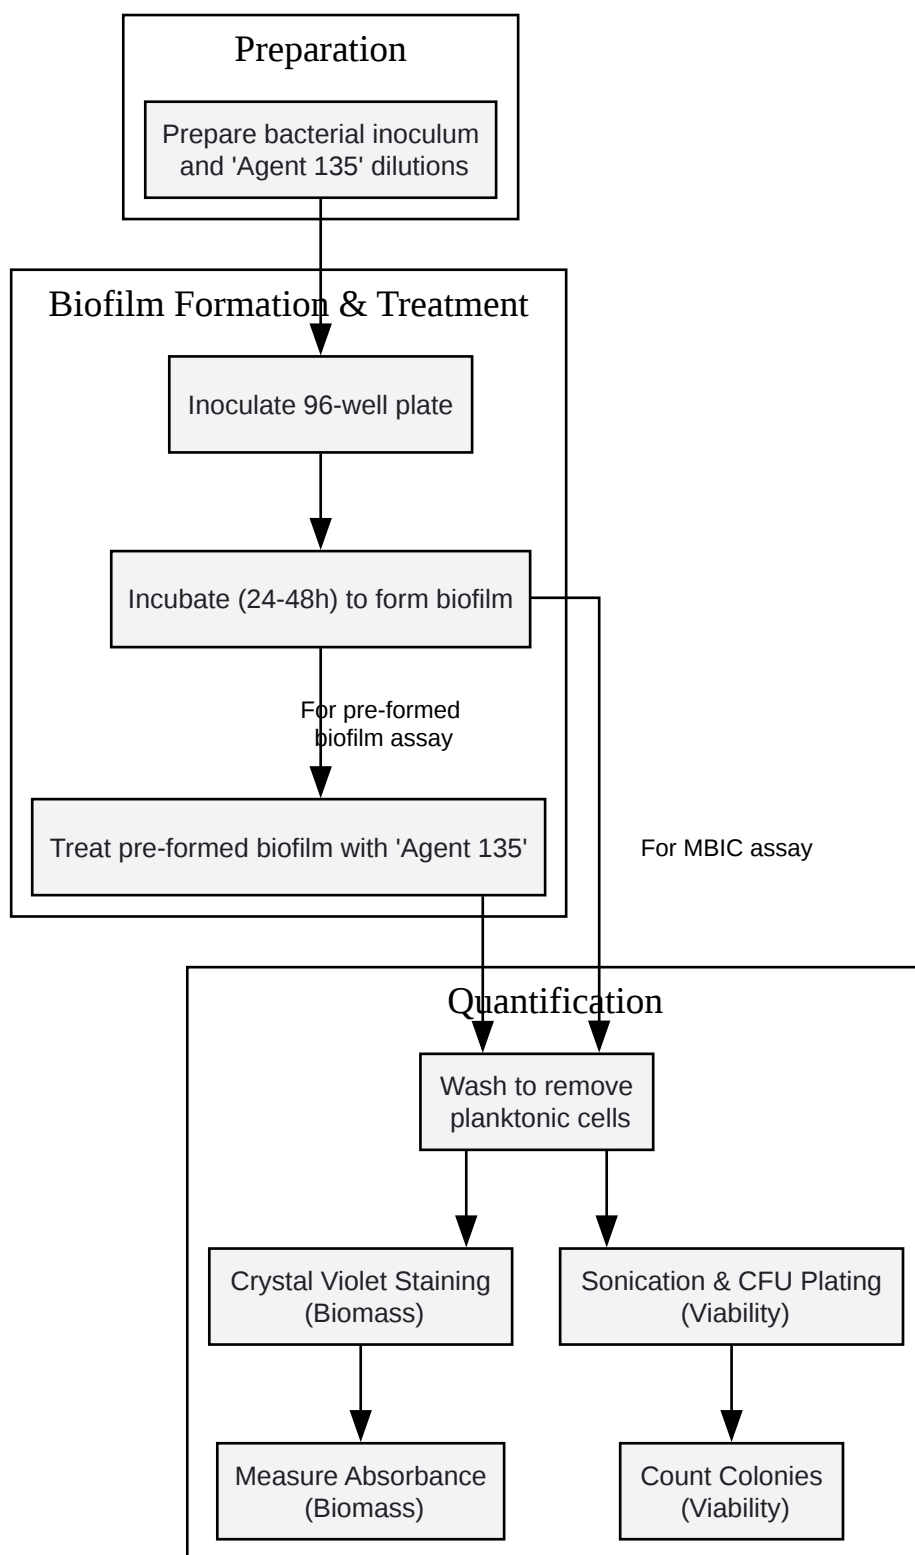 Preparation
Prepare bacterial inoculum
and 'Agent 135' dilutions
Biofilm Formation & Treatment
Inoculate 96-well plate
Incubate (24-48h) to form biofilm
For pre-formed
biofilm assay
Treat pre-formed biofilm with 'Agent 135'
For MBIC assay
Quantification
Wash to remove
planktonic cells
Crystal Violet Staining
(Biomass)
Sonication & CFU Plating
(Viability)
Measure Absorbance
(Biomass)
Count Colonies
(Viability)